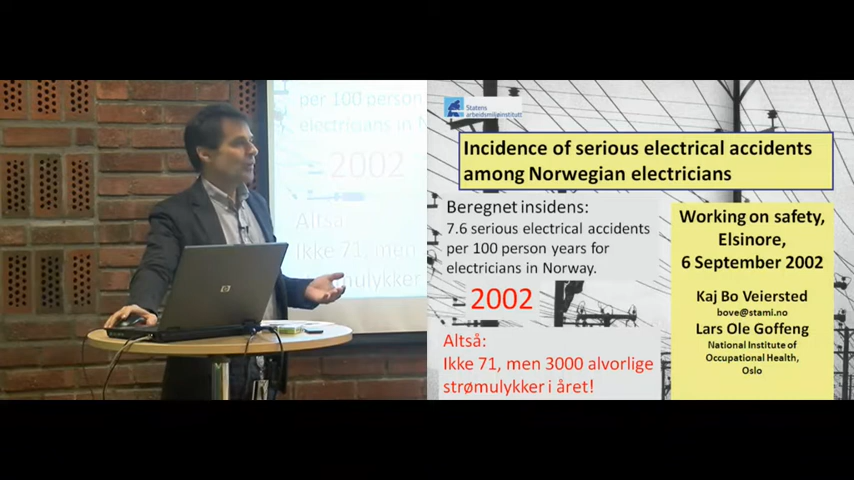 per 100 person
electricians in N
2002
Altså
Ikke 71, men
mulykker
hp
Statens
arbeidsmiljøinstitutt
Incidence of serious electrical accidents
among Norwegian electricians
Beregnet insidens:
7.6 serious electrical accidents
per 100 person years for
electricians in Norway.
2002
Altså:
Ikke 71, men 3000 alvorlige
strømulykker i året!
Working on safety,
Elsinore,
6 September 2002
Kaj Bo Veiersted
bove@stami.no
Lars Ole Goffeng
National Institute of
Occupational Health,
Oslo